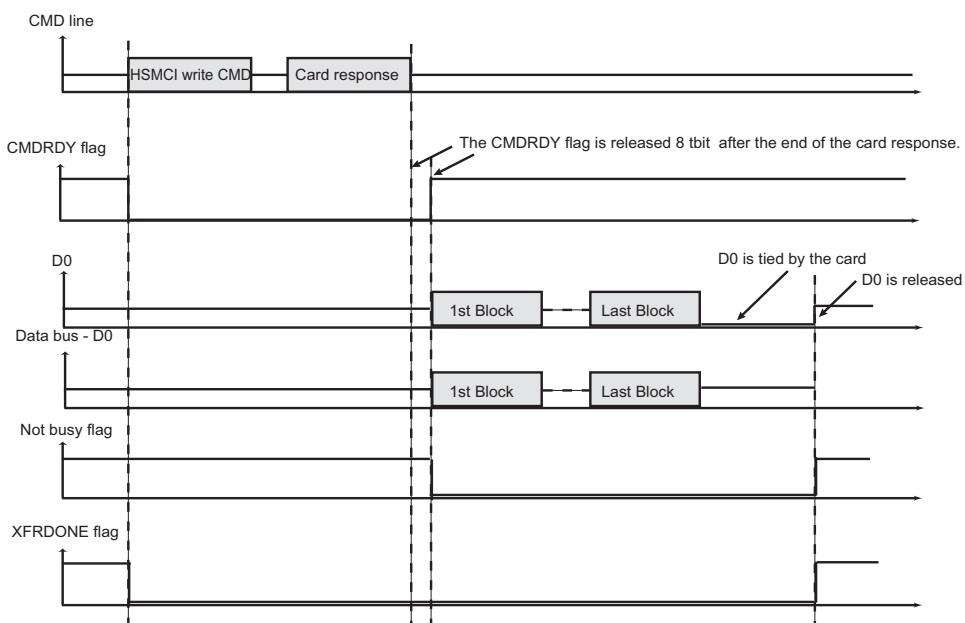 CMD line
HSMCI write CMD
Card response
CMDRDY flag
The CMDRDY flag is released 8 tbit after the end of the card response.
D0
D0 is tied by the card
D0 is released
1st Block
Last Block
Data bus - D0
1st Block
Last Block
Not busy flag
XFRDONE flag